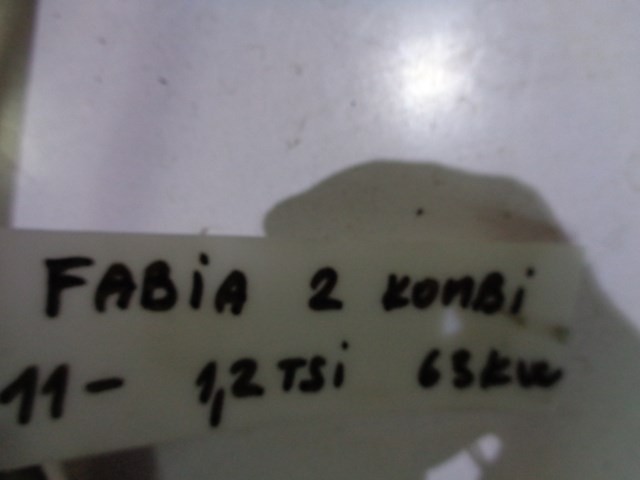 FABiA 2 KOMBi
11- 1,2 TSi 63kW